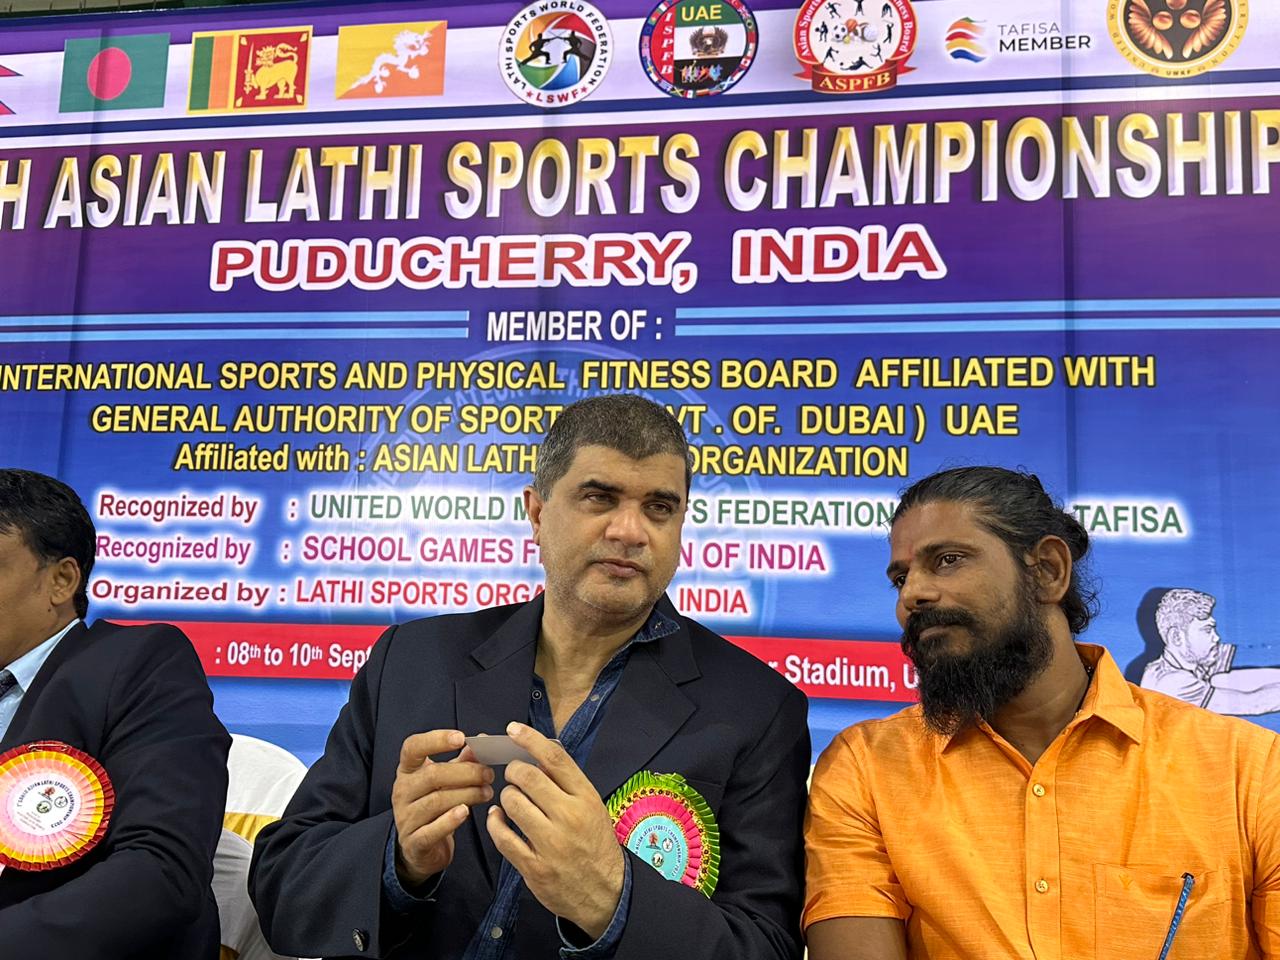 LATHI SPORTS WORLD FEDERATION
LSWF
UAE
ISPFB
ASPFB
TAFISA
MEMBER
H ASIAN LATHI SPORTS CHAMPIONSHIP
PUDUCHERRY, INDIA
MEMBER OF :
INTERNATIONAL SPORTS AND PHYSICAL FITNESS BOARD AFFILIATED WITH
GENERAL AUTHORITY OF SPORT VT . OF. DUBAI ) UAE
Affiliated with : ASIAN LATH ORGANIZATION
Recognized by : UNITED WORLD M TS FEDERATION TAFISA
Recognized by : SCHOOL GAMES F N OF INDIA
Organized by : LATHI SPORTS ORGA INDIA
: 08th to 10th Sept r Stadium, U